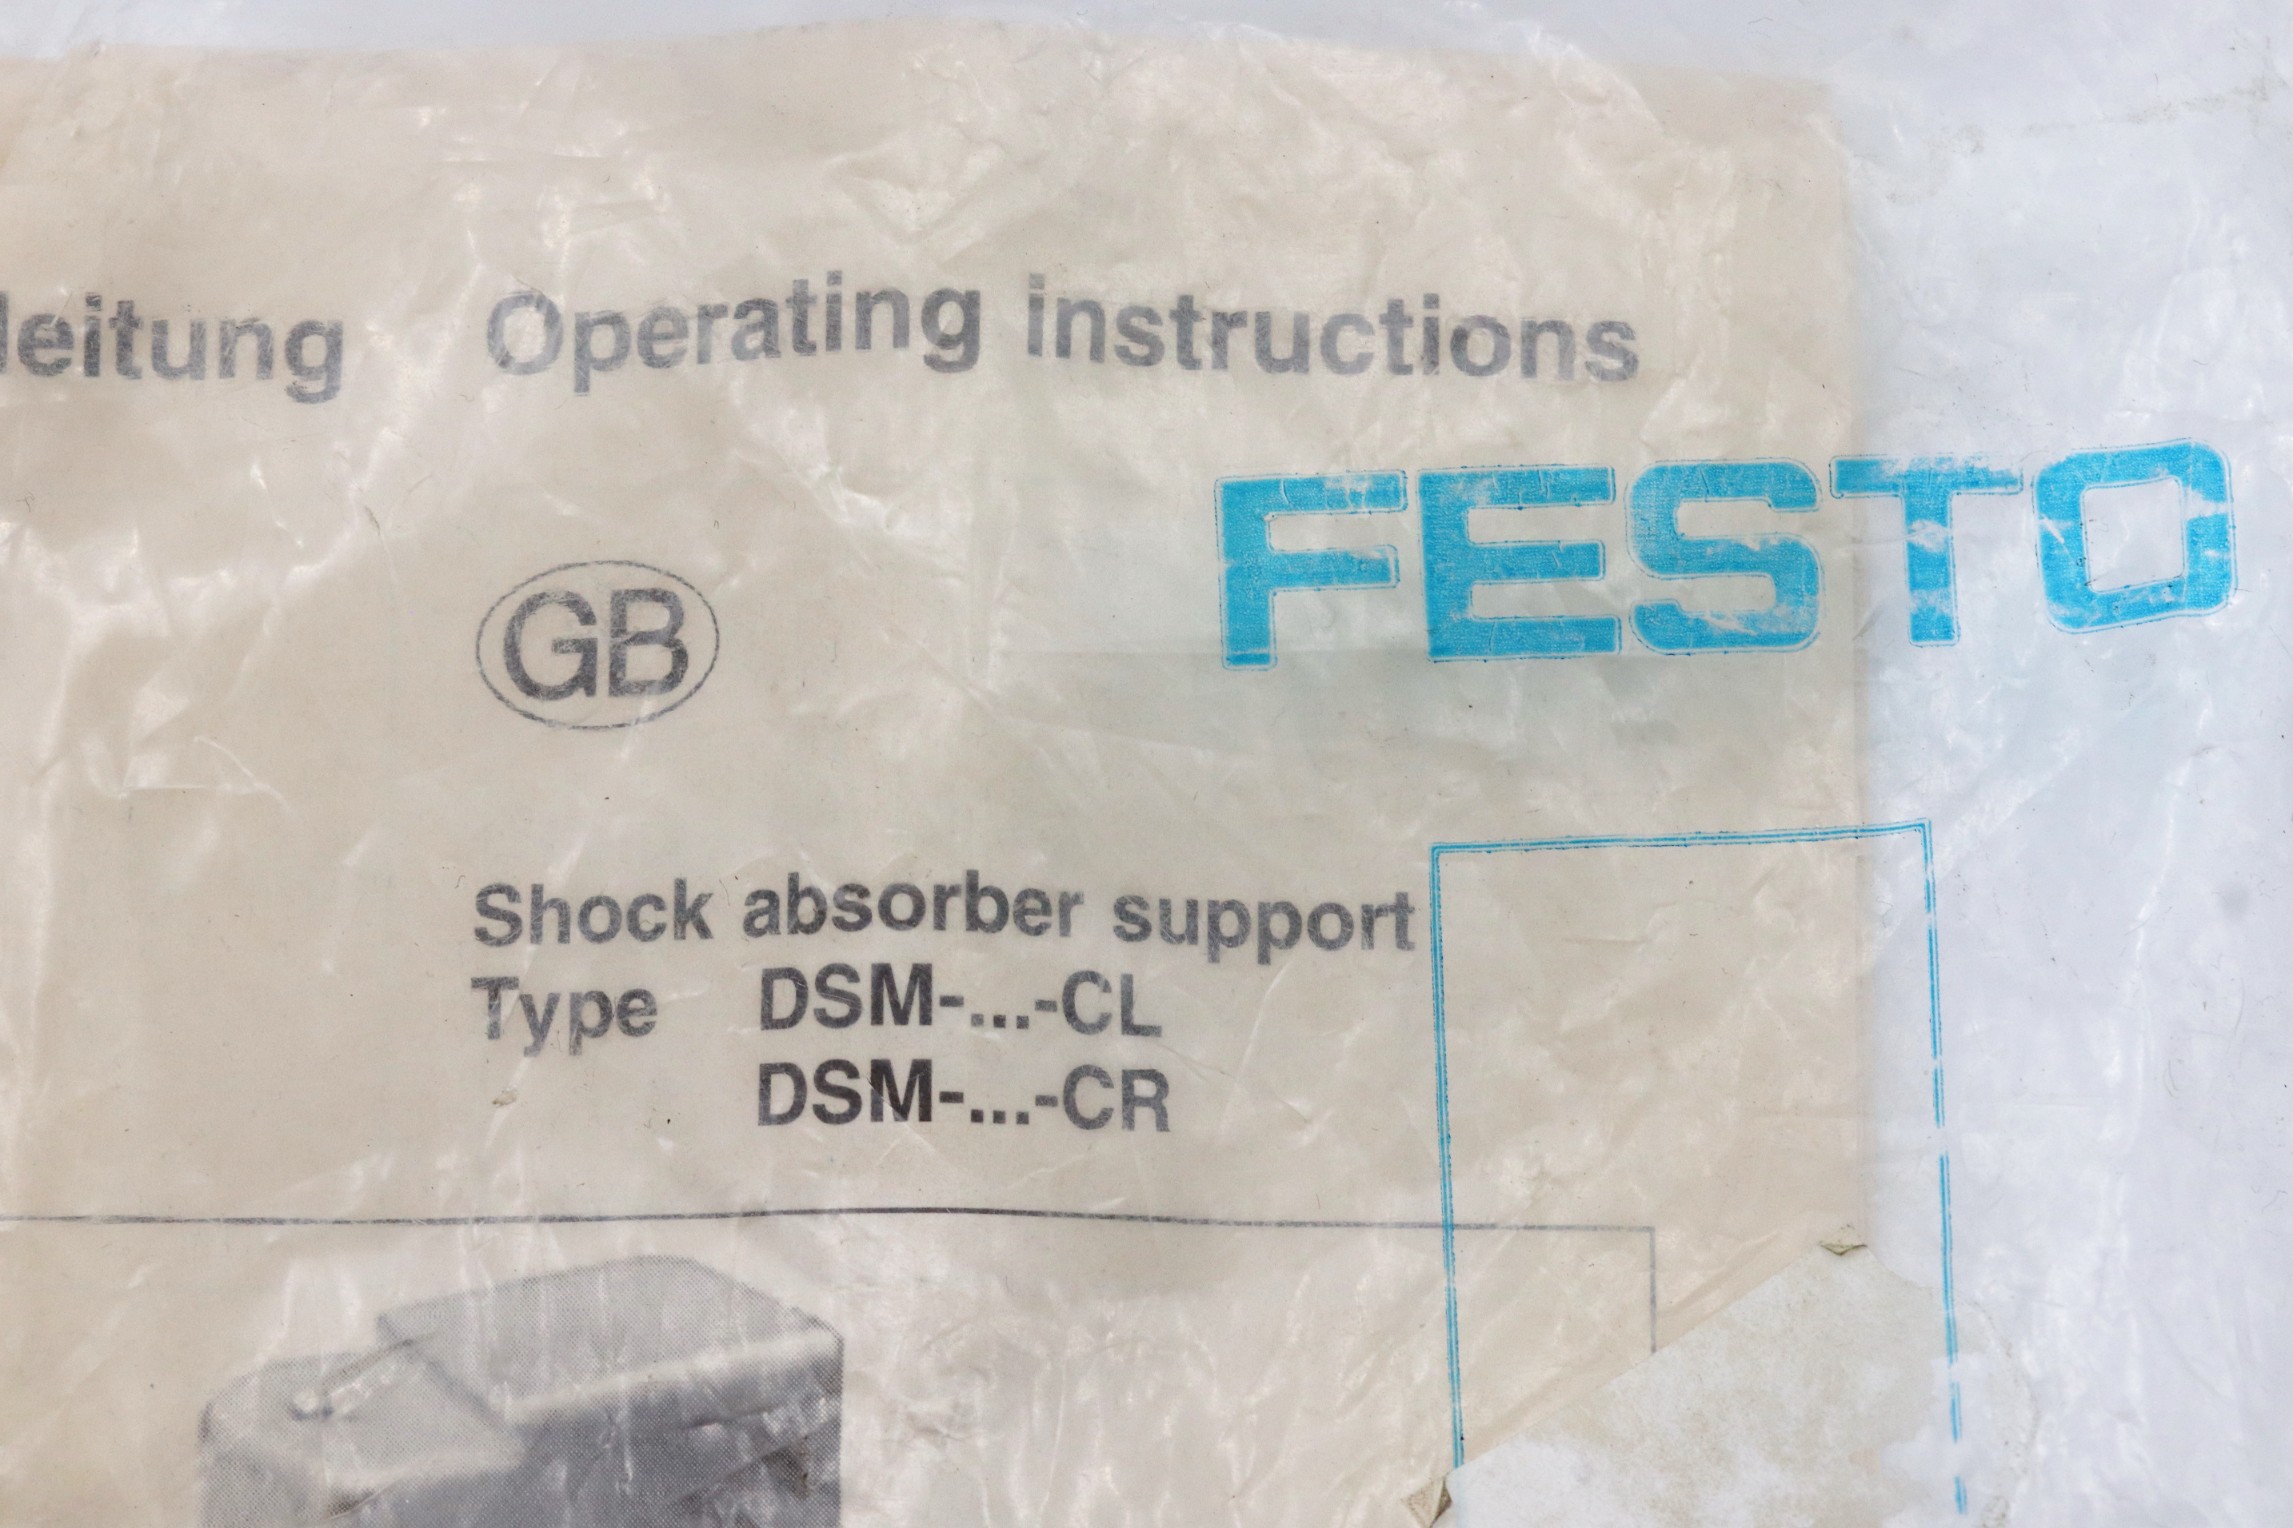 leitung Operating instructions
FESTO
GB
Shock absorber support
Type DSM-...-CL
DSM-...-CR